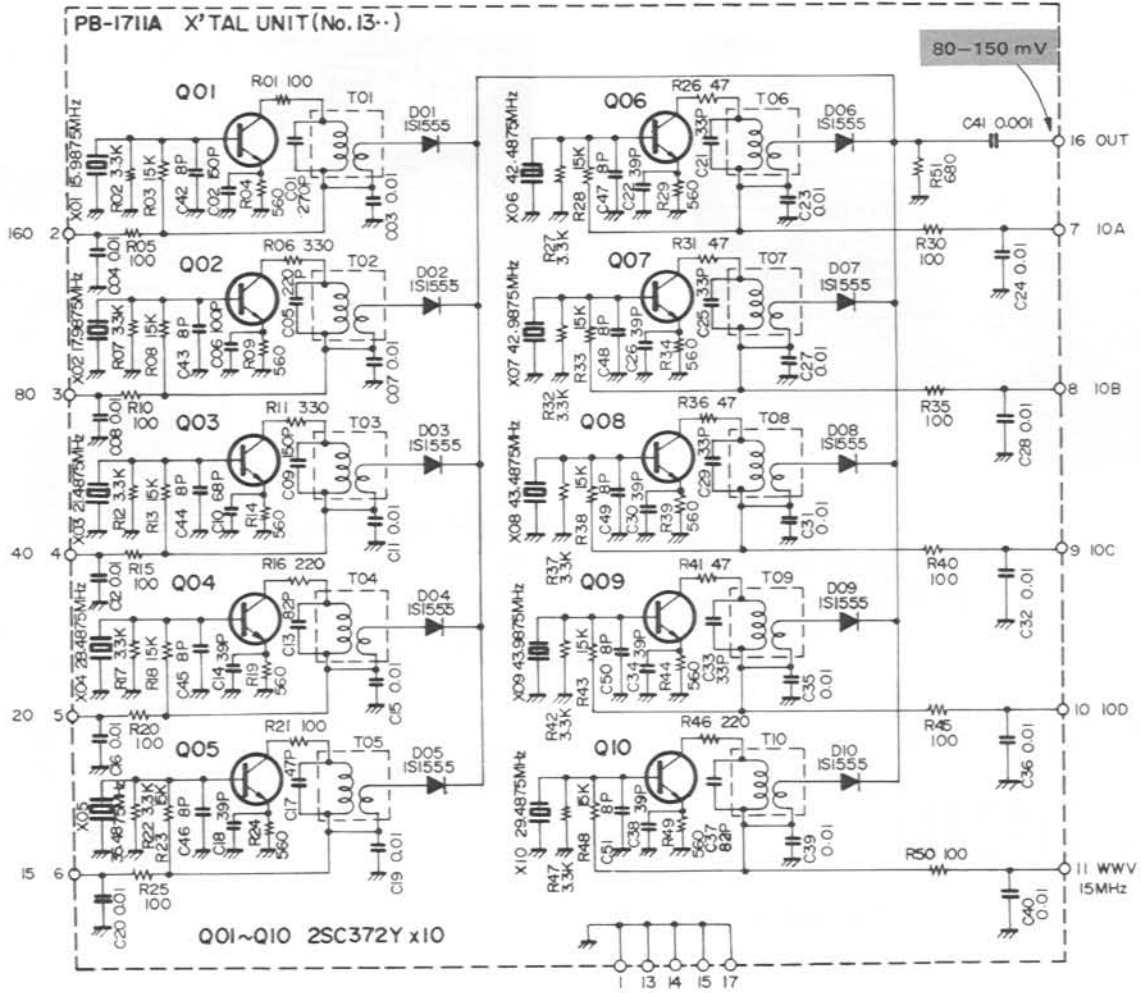 PB-1711A X'TAL UNIT (No. 13··)
80-150 mV
R01 100
Q01
T01
D01
1S1555
X01 15.9875MHz
R02 3.3K
R03 15K
C42 8P
C02 150P
R04
560
C01
270P
C03 0.01
160 2
C04 0.01
R05
100
R06 330
Q02
T02
D02
1S1555
X02 17.9875MHz
R07 3.3K
R08 15K
C43 8P
C06 100P
R09
560
C05 220P
C07 0.01
80 3
C08 0.01
R10
100
R11 330
Q03
T03
D03
1S1555
X03 21.4875MHz
R12 3.3K
R13 15K
C44 8P
C10 68P
R14
560
C09 150P
C11 0.01
40 4
C12 0.01
R15
100
R16 220
Q04
T04
D04
1S1555
X04 28.4875MHz
R17 3.3K
R18 15K
C45 8P
C14 39P
R19
560
C13 82P
C15 0.01
20 5
C16 0.01
R20
100
R21 100
Q05
T05
D05
1S1555
X05
35.4875MHz
R22 3.3K
R23 15K
C46 8P
C18 39P
R24
560
C17 47P
C19 0.01
15 6
C20 0.01
R25
100
R26 47
Q06
T06
D06
1S1555
X06 42.4875MHz
R27
3.3K
R28 15K
C47 8P
C22 39P
R29
560
C21 33P
C23
0.01
C41 0.001
16 OUT
R51
680
R30
100
7 10A
C24 0.01
R31 47
Q07
T07
D07
1S1555
X07 42.9875MHz
R32
3.3K
R33 15K
C48 8P
C26 39P
R34
560
C25 33P
C27
0.01
R35
100
8 10B
C28 0.01
R36 47
Q08
T08
D08
1S1555
X08 43.4875MHz
R37
3.3K
R38 15K
C49 8P
C30 39P
R39
560
C29 33P
C31
0.01
R40
100
9 10C
C32 0.01
R41 47
Q09
T09
D09
1S1555
X09 43.9875MHz
R42
3.3K
R43 15K
C50 8P
C34 39P
R44
560
C33
33P
C35
0.01
R45
100
10 10D
C36 0.01
R46 220
Q10
T10
D10
1S1555
X10 29.4875MHz
R47
3.3K
R48 15K
C51 8P
C38 39P
R49
560
C37
82P
C39
0.01
R50 100
11 WWV
15MHz
C40
0.01
Q01~Q10 2SC372Y x10
1 13 14 15 17